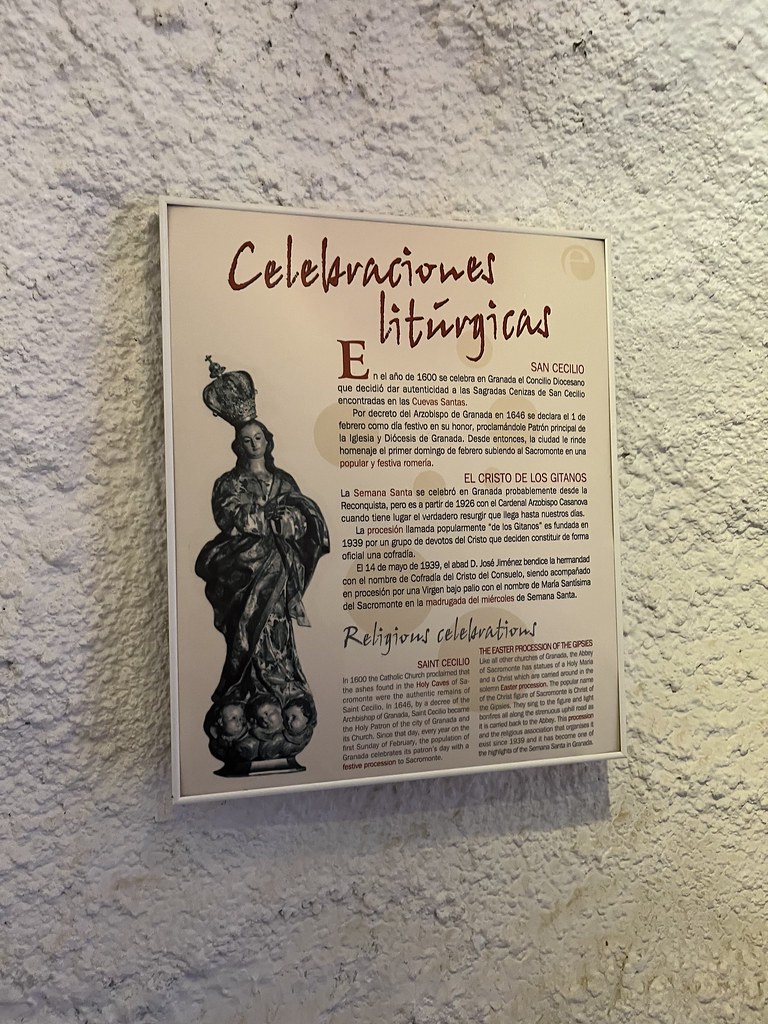 e
Celebraciones
litúrgicas
SAN CECILIO
En el año de 1600 se celebra en Granada el Concilio Diocesano
que decidió dar autenticidad a las Sagradas Cenizas de San Cecilio
encontradas en las Cuevas Santas.
Por decreto del Arzobispo de Granada en 1646 se declara el 1 de
febrero como día festivo en su honor, proclamándole Patrón principal de
la Iglesia y Diócesis de Granada. Desde entonces, la ciudad le rinde
homenaje el primer domingo de febrero subiendo al Sacromonte en una
popular y festiva romería.
EL CRISTO DE LOS GITANOS
La Semana Santa se celebró en Granada probablemente desde la
Reconquista, pero es a partir de 1926 con el Cardenal Arzobispo Casanova
cuando tiene lugar el verdadero resurgir que llega hasta nuestros días.
La procesión llamada popularmente "de los Gitanos" es fundada en
1939 por un grupo de devotos del Cristo que deciden constituir de forma
oficial una cofradía.
El 14 de mayo de 1939, el abad D. José Jiménez bendice la hermandad
con el nombre de Cofradía del Cristo del Consuelo, siendo acompañado
en procesión por una Virgen bajo palio con el nombre de María Santísima
del Sacromonte en la madrugada del miércoles de Semana Santa.
Religious celebrations
SAINT CECILIO
In 1600 the Catholic Church proclaimed that
the ashes found in the Holy Caves of Sa-
cromonte were the authentic remains of
Saint Cecilio. In 1646, by a decree of the
Archbishop of Granada, Saint Cecilio became
the Holy Patron of the city of Granada and
its Church. Since that day, every year on the
first Sunday of February, the population of
Granada celebrates its patron's day with a
festive procession to Sacromonte.
THE EASTER PROCESSION OF THE GIPSIES
Like all other churches of Granada, the Abbey
of Sacromonte has statues of a Holy Maria
and a Christ which are carried around in the
solemn Easter procession. The popular name
of the Christ figure of Sacromonte is Christ of
the Gipsies. They sing to the figure and light
bonfires all along the strenuous uphill road as
it is carried back to the Abbey. This procession
and the religious association that organises it
exist since 1939 and it has become one of
the highlights of the Semana Santa in Granada.